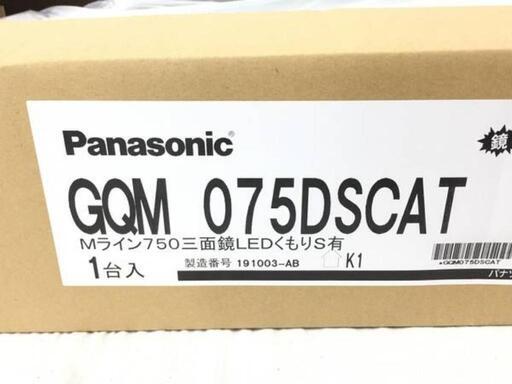 Panasonic®
鏡
GQM 075DSCAT
Mライン750三面鏡LEDくもりS有
1台入
製造番号 191003-AB
K1
*GQM075DSCAT